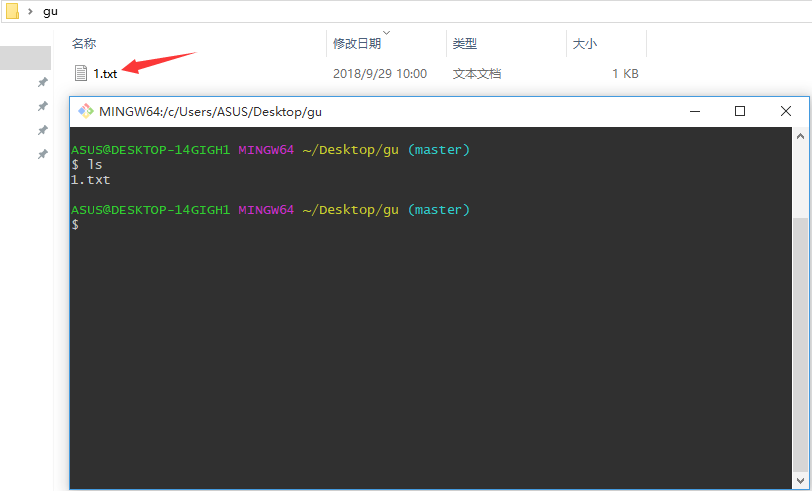 gu
名称 修改日期 类型 大小
1.txt 2018/9/29 10:00 文本文档 1 KB
MINGW64:/c/Users/ASUS/Desktop/gu
ASUS@DESKTOP-14GIGH1 MINGW64 ~/Desktop/gu (master)
$ ls
1.txt
ASUS@DESKTOP-14GIGH1 MINGW64 ~/Desktop/gu (master)
$